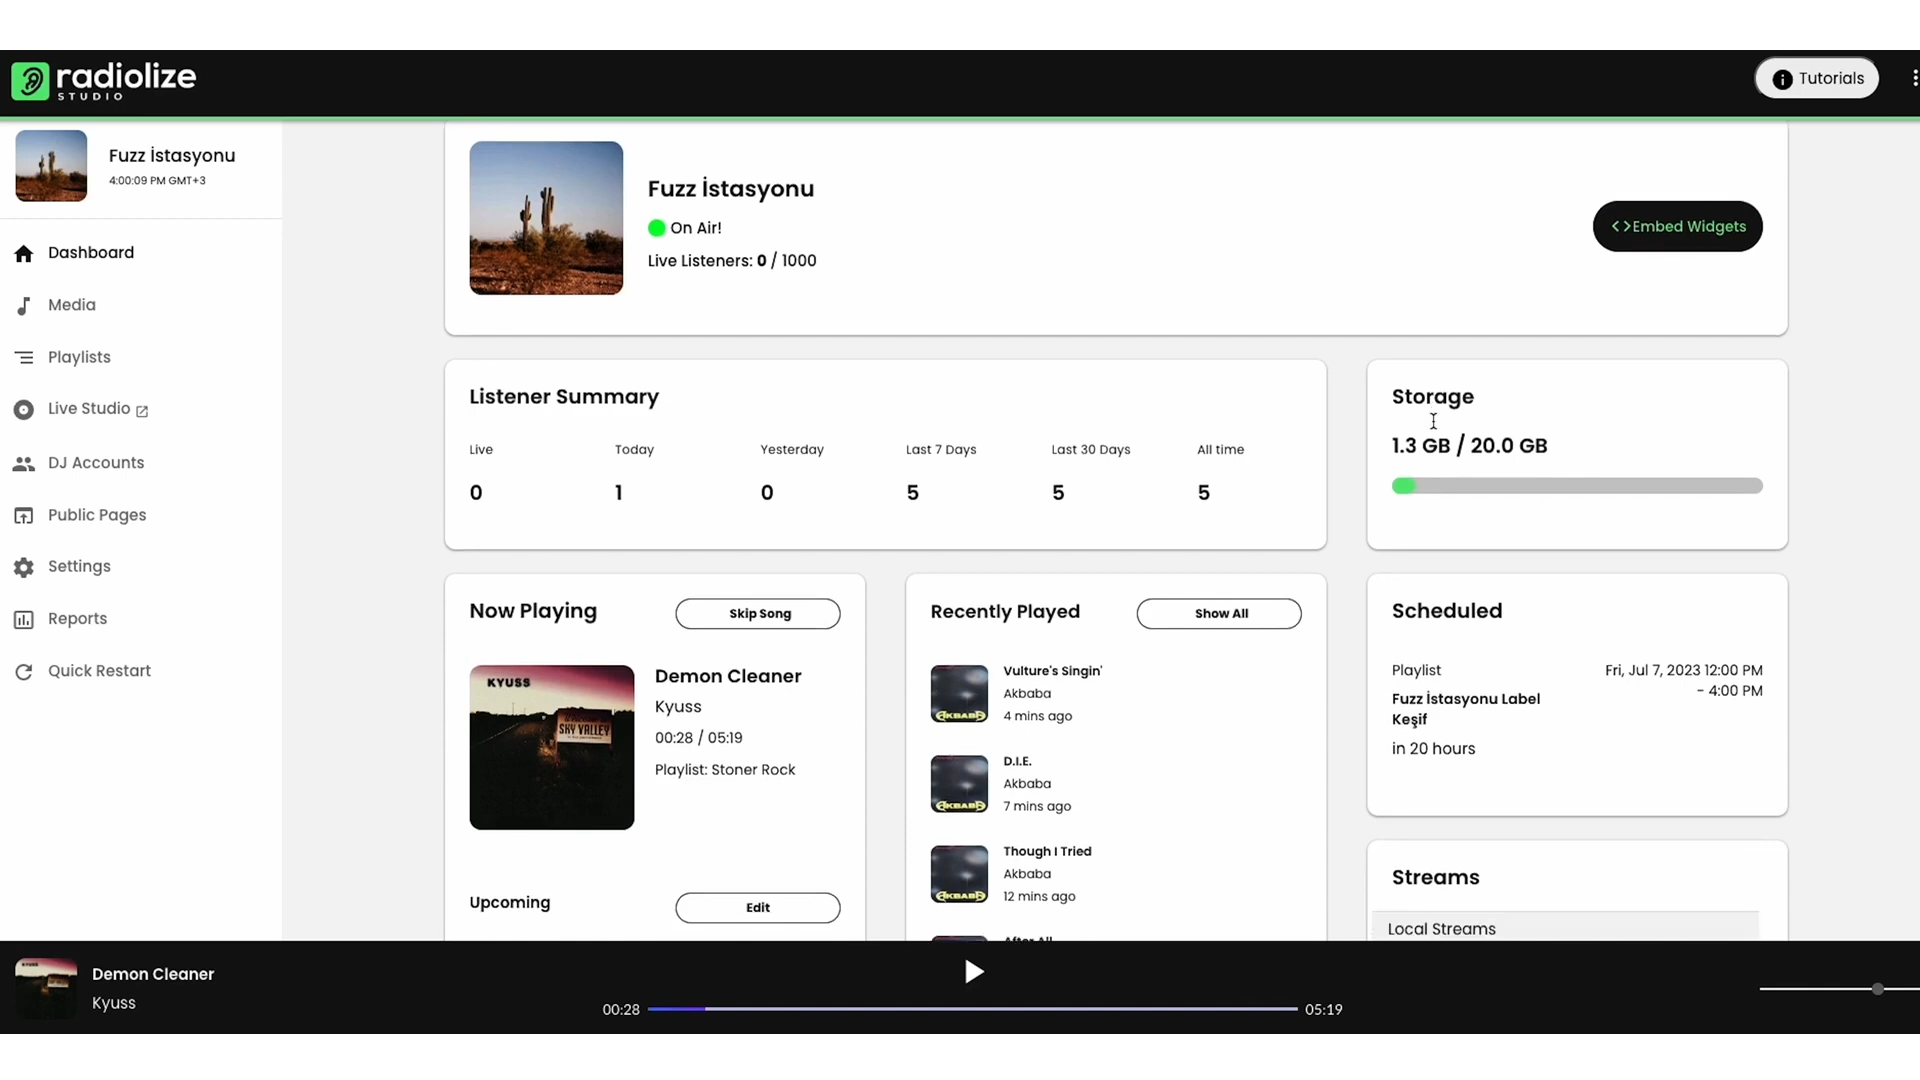 radiolize
STUDIO
Tutorials
Fuzz İstasyonu
4:00:09 PM GMT+3
Dashboard
Media
Playlists
Live Studio
DJ Accounts
Public Pages
Settings
Reports
Quick Restart
Fuzz İstasyonu
On Air!
Live Listeners: 0 / 1000
<>Embed Widgets
Listener Summary
Live Today Yesterday Last 7 Days Last 30 Days All time
0 1 0 5 5 5
Storage
1.3 GB / 20.0 GB
Now Playing
Skip Song
KYUSS
SKY VALLEY
Demon Cleaner
Kyuss
00:28 / 05:19
Playlist: Stoner Rock
Upcoming
Edit
Recently Played
Show All
AKBABA
Vulture's Singin'
Akbaba
4 mins ago
AKBABA
D.I.E.
Akbaba
7 mins ago
AKBABA
Though I Tried
Akbaba
12 mins ago
After All
Scheduled
Playlist
Fuzz İstasyonu Label
Keşif
in 20 hours
Fri, Jul 7, 2023 12:00 PM
- 4:00 PM
Streams
Local Streams
KYUSS
Demon Cleaner
Kyuss
00:28
05:19